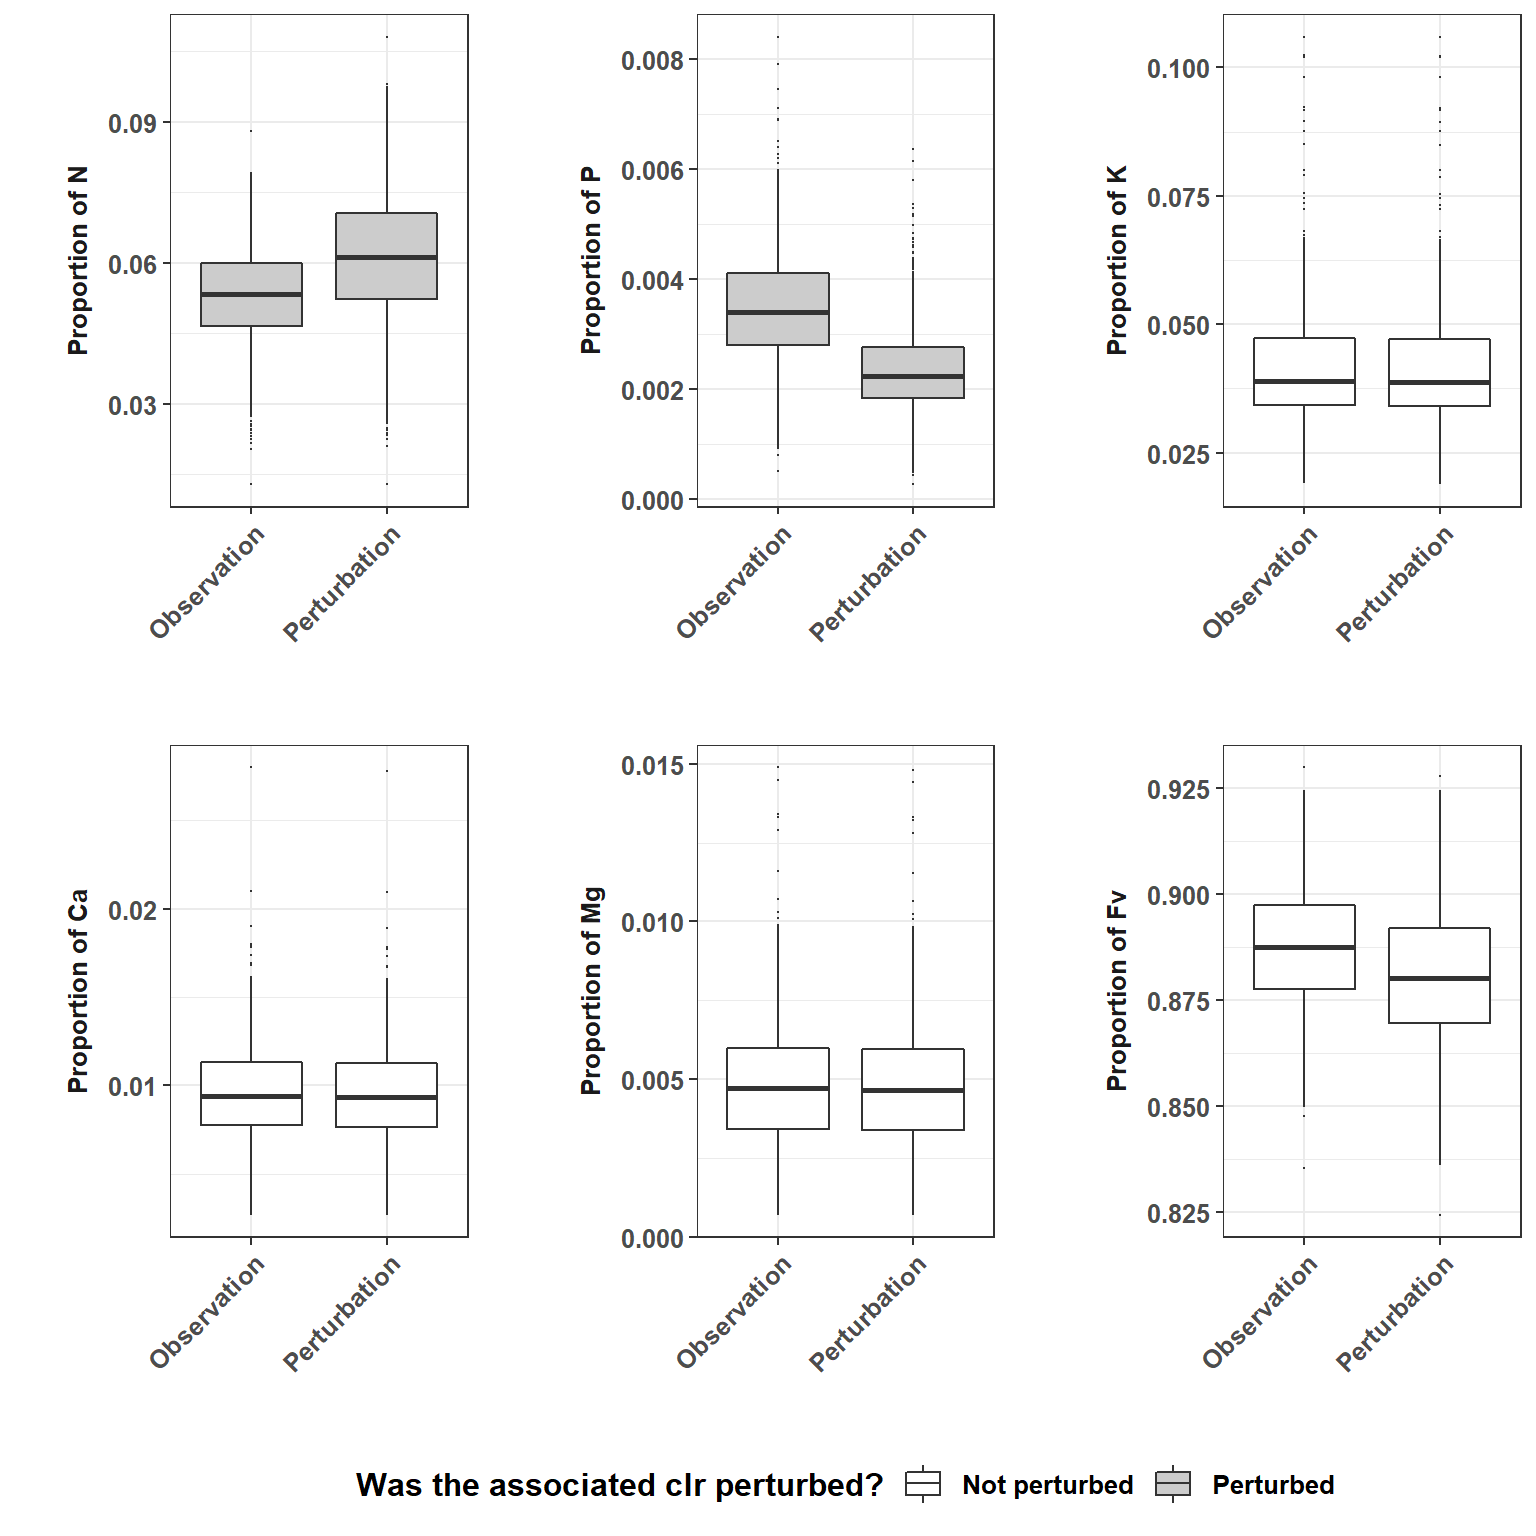 Proportion of N
0.09
0.06
0.03
Observation
Perturbation
Proportion of P
0.008
0.006
0.004
0.002
0.000
Observation
Perturbation
Proportion of K
0.100
0.075
0.050
0.025
Observation
Perturbation
Proportion of Ca
0.02
0.01
Observation
Perturbation
Proportion of Mg
0.015
0.010
0.005
0.000
Observation
Perturbation
Proportion of Fv
0.925
0.900
0.875
0.850
0.825
Observation
Perturbation
Was the associated clr perturbed? Not perturbed Perturbed